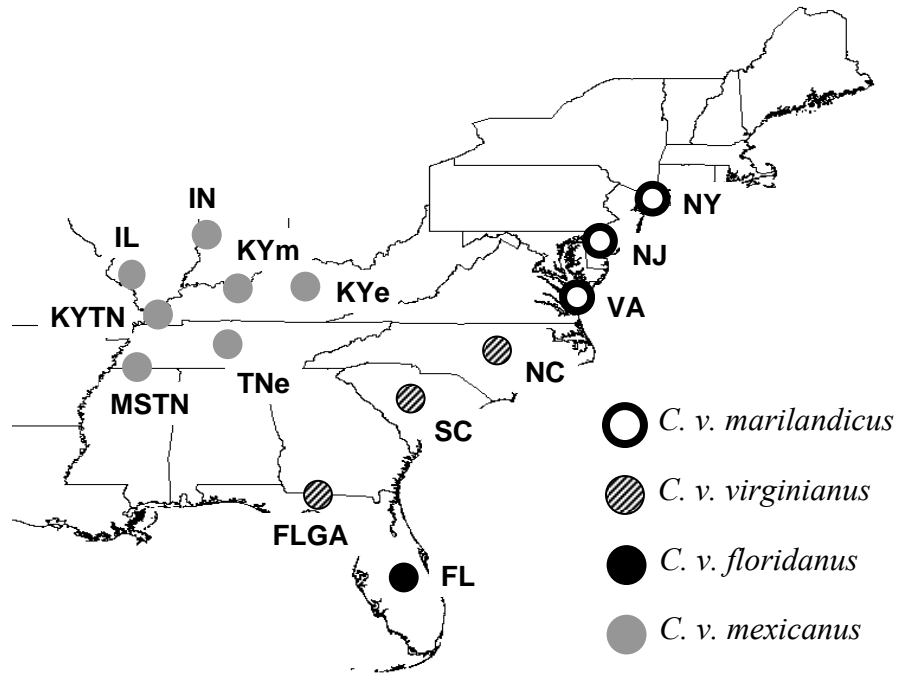 IN
NY
IL
KYm
NJ
KYe
KYTN
VA
TNe
NC
MSTN
SC
C. v. marilandicus
C. v. virginianus
FLGA
FL
C. v. floridanus
C. v. mexicanus